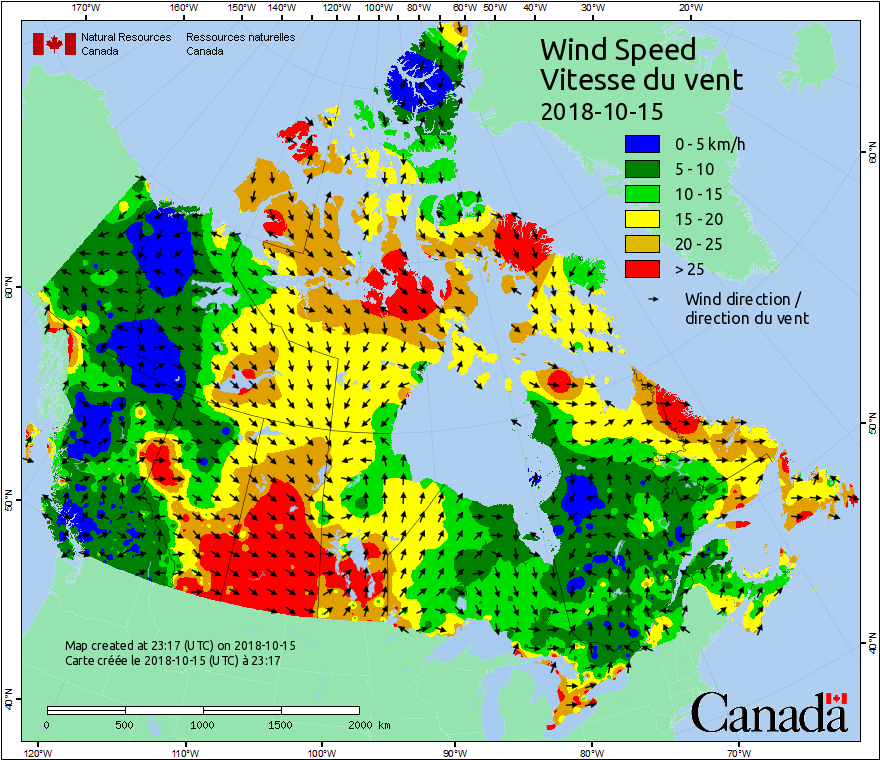 170°W 160°W 150°W 140°W 130°W 120°W 110°W 100°W 80°W 60°W 50°W 40°W 30°W 20°W
Natural Resources Ressources naturelles
Canada Canada
Wind Speed
Vitesse du vent
2018-10-15
0 - 5 km/h
5 - 10
10 - 15
15 - 20
20 - 25
> 25
Wind direction /
direction du vent
60°N 60°N
50°N 50°N
40°N 40°N
Map created at 23:17 (UTC) on 2018-10-15
Carte créée le 2018-10-15 (UTC) à 23:17
0 500 1000 1500 2000 km
Canada
120°W 110°W 100°W 90°W 80°W 70°W